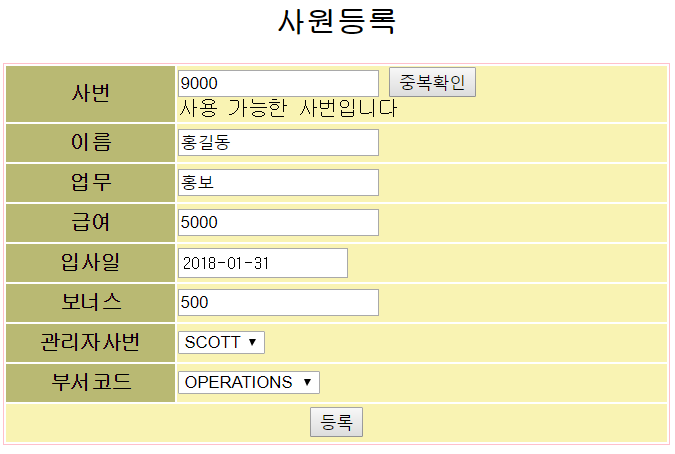 사원등록
사번 9000 중복확인
사용 가능한 사번입니다
이름 홍길동
업무 홍보
급여 5000
입사일 2018-01-31
보너스 500
관리자사번 SCOTT ▼
부서코드 OPERATIONS ▼
등록